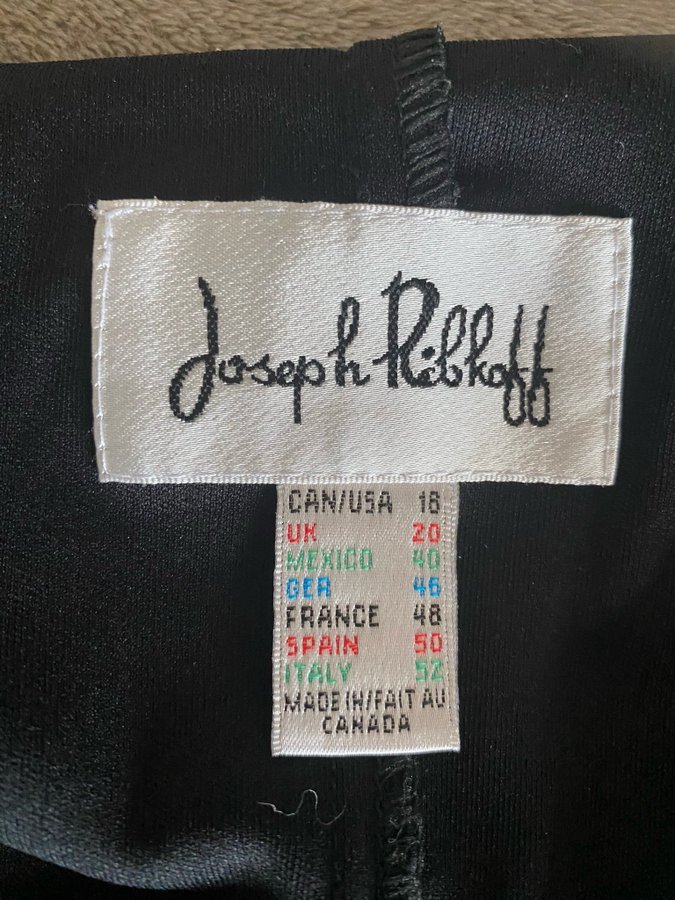 Joseph Ribkoff
CAN/USA 18
UK 20
MEXICO 40
GER 46
FRANCE 48
SPAIN 50
ITALY 52
MADE IN/FAIT AU
CANADA